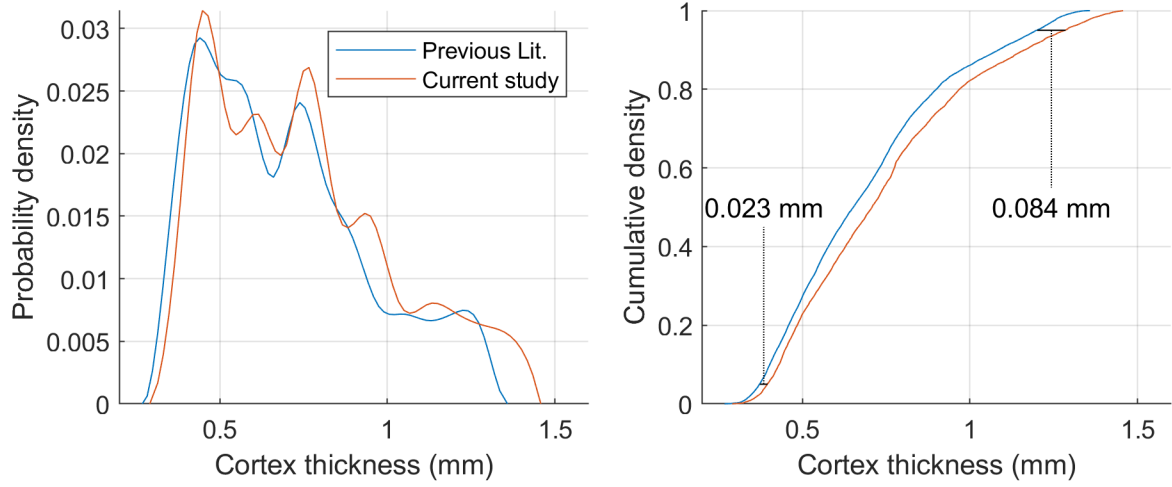 Probability density
0.03
0.025
0.02
0.015
0.01
0.005
0
0.5
1
1.5
Cortex thickness (mm)
Previous Lit.
Current study
Cumulative density
1
0.8
0.6
0.4
0.2
0
0.5
1
1.5
Cortex thickness (mm)
0.023 mm
0.084 mm